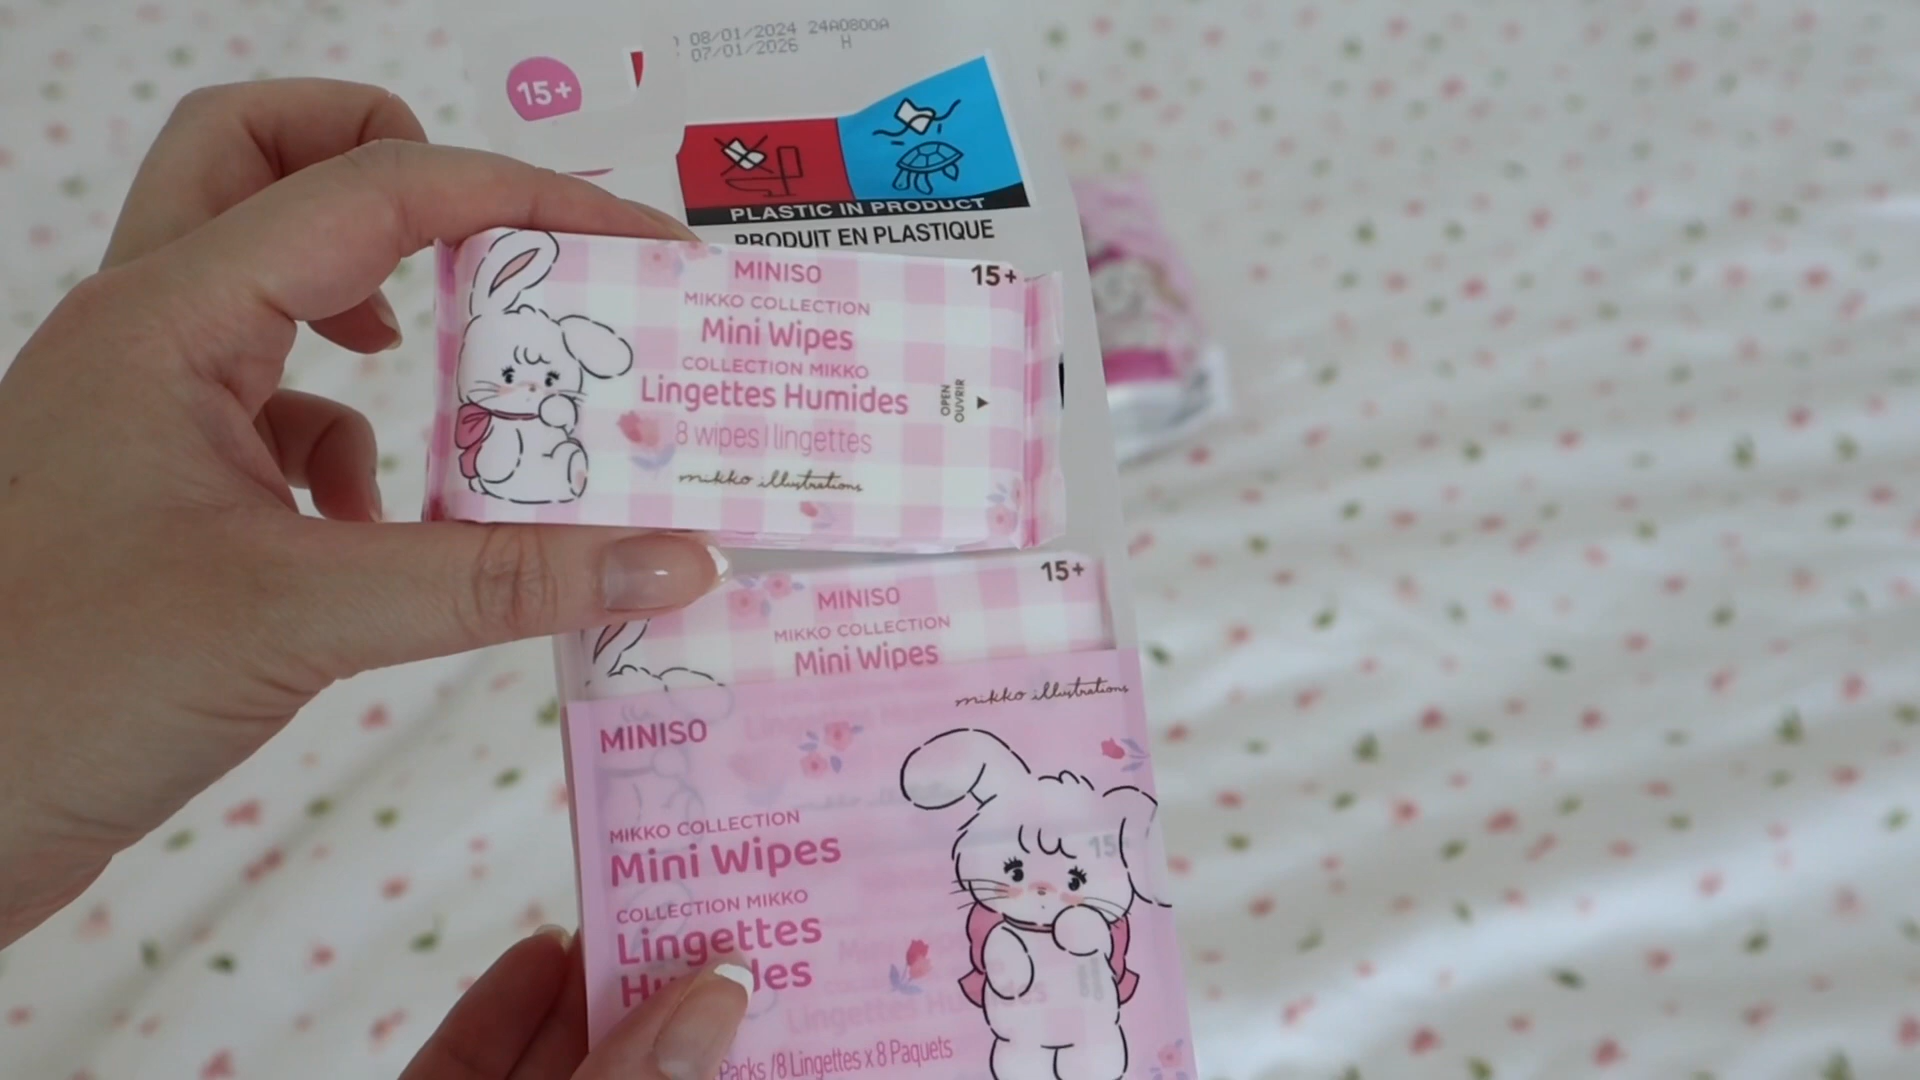 08/01/2024 24A0800A
07/01/2026 H
15+
PLASTIC IN PRODUCT
PRODUIT EN PLASTIQUE
MINISO
15+
MIKKO COLLECTION
Mini Wipes
COLLECTION MIKKO
Lingettes Humides
OPEN
OUVRIR
8 wipes | lingettes
mikko illustrations
15+
MINISO
MIKKO COLLECTION
Mini Wipes
mikko illustrations
MINISO
MIKKO COLLECTION
Mini Wipes
COLLECTION MIKKO
Lingettes
Packs / 8 Lingettes x 8 Paquets